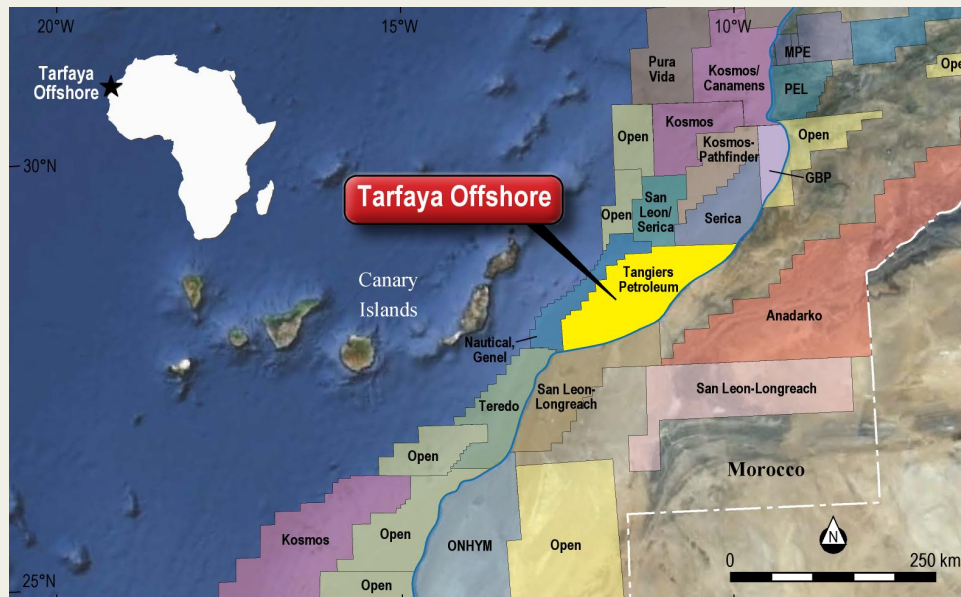 20°W
15°W
10°W
Tarfaya
Offshore
Pura
Vida
Kosmos/
Canamens
MPE
Open
PEL
Open
Kosmos
Open
Kosmos-
Pathfinder
30°N
GBP
Tarfaya Offshore
Open
San
Leon/
Serica
Serica
Canary
Islands
Tangiers
Petroleum
Anadarko
Nautical,
Genel
San Leon-
Longreach
San Leon-Longreach
Teredo
Open
Morocco
Kosmos
Open
ONHYM
Open
N
0
250 km
25°N
Open